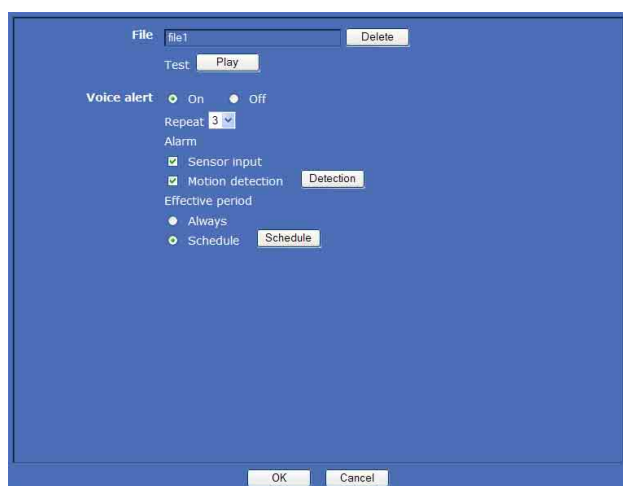 File file1 Delete
Test Play
Voice alert On Off
Repeat 3
Alarm
Sensor input
Motion detection Detection
Effective period
Always
Schedule Schedule
OK Cancel